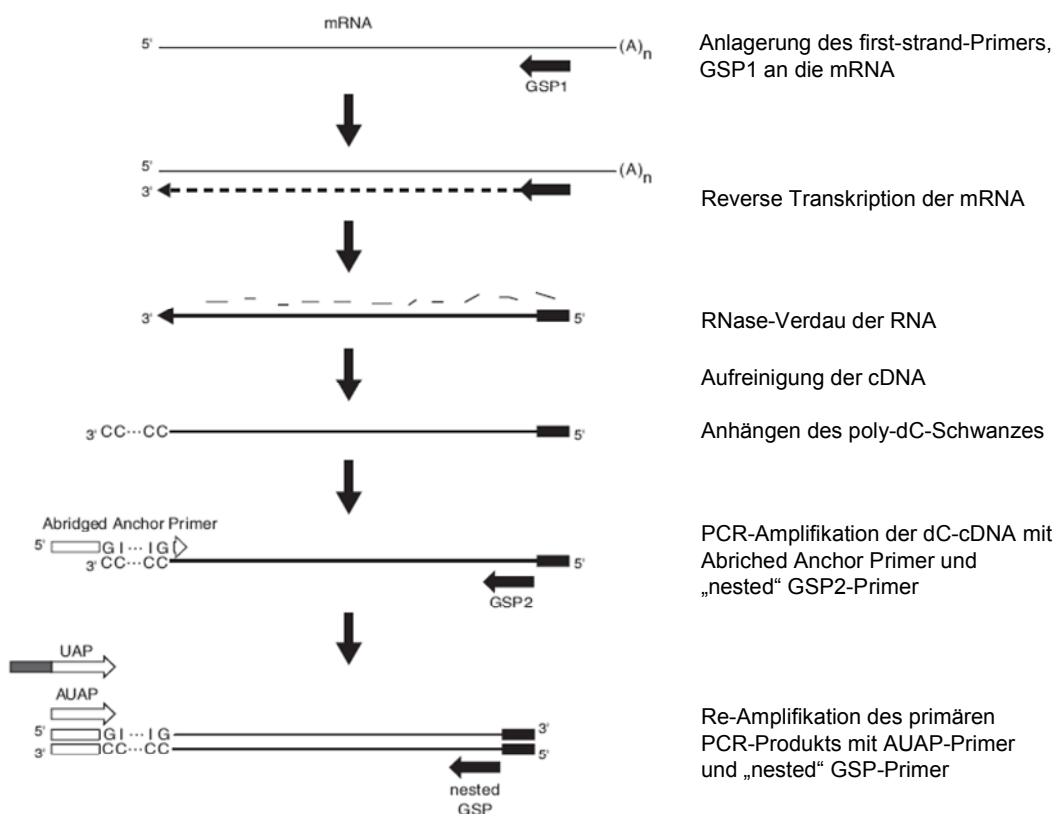 mRNA
5' (A)n
GSP1
Anlagerung des first-strand-Primers,
GSP1 an die mRNA
5' (A)n
3'
Reverse Transkription der mRNA
3' 5'
RNase-Verdau der RNA
Aufreinigung der cDNA
3' CC···CC 5'
Anhängen des poly-dC-Schwanzes
Abridged Anchor Primer
5' GI···IG
3' CC···CC 5'
GSP2
PCR-Amplifikation der dC-cDNA mit
Abriched Anchor Primer und
„nested“ GSP2-Primer
UAP
AUAP
5' GI···IG 3'
3' CC···CC 5'
nested
GSP
Re-Amplifikation des primären
PCR-Produkts mit AUAP-Primer
und „nested“ GSP-Primer